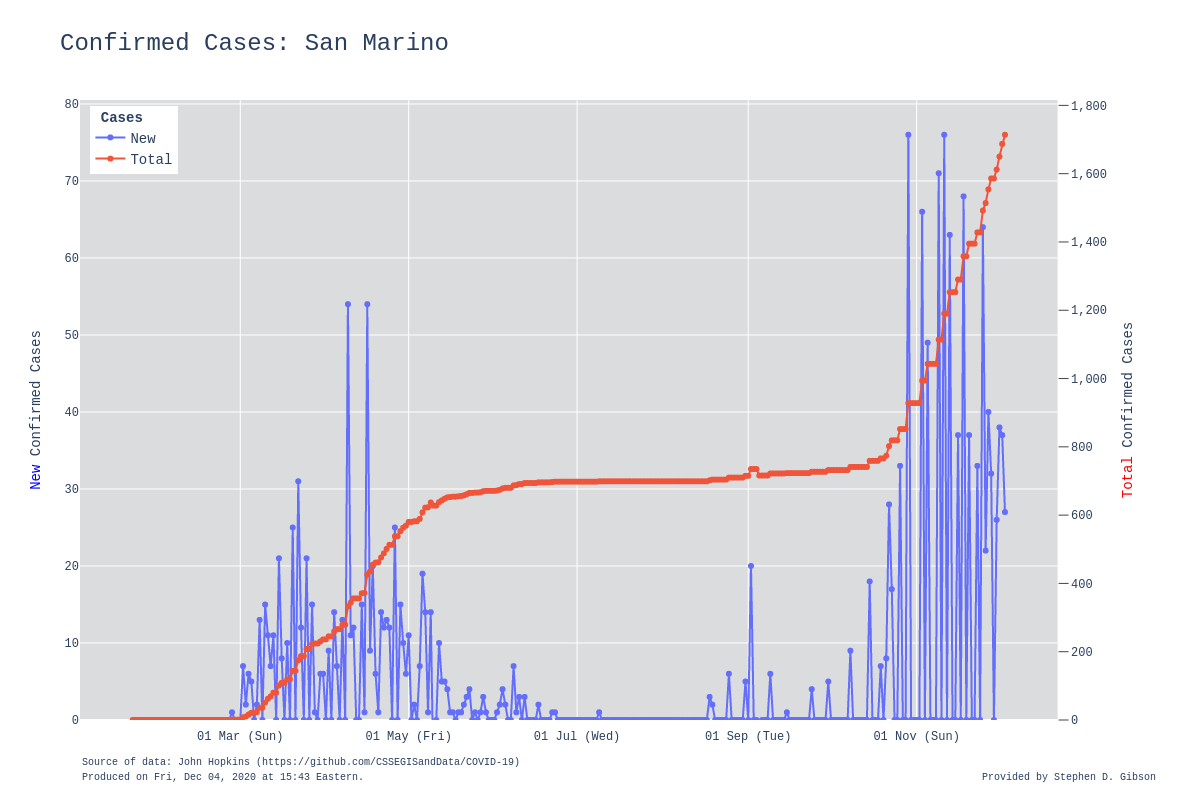 Confirmed Cases: San Marino
Cases
New
Total
80
70
60
50
40
30
20
10
0
1,800
1,600
1,400
1,200
1,000
800
600
400
200
0
New Confirmed Cases
Total Confirmed Cases
01 Mar (Sun) 01 May (Fri) 01 Jul (Wed) 01 Sep (Tue) 01 Nov (Sun)
Source of data: John Hopkins (https://github.com/CSSEGISandData/COVID-19)
Produced on Fri, Dec 04, 2020 at 15:43 Eastern.
Provided by Stephen D. Gibson